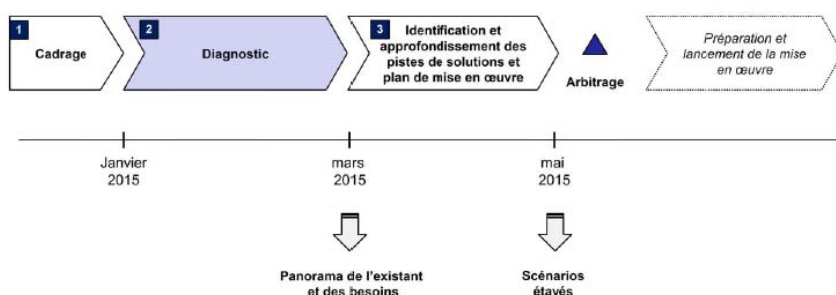 1
Cadrage
2
Diagnostic
3
Identification et
approfondissement des
pistes de solutions et
plan de mise en œuvre
Arbitrage
Préparation et
lancement de la mise
en œuvre
Janvier
2015
mars
2015
mai
2015
Panorama de l'existant
et des besoins
Scénarios
étayés